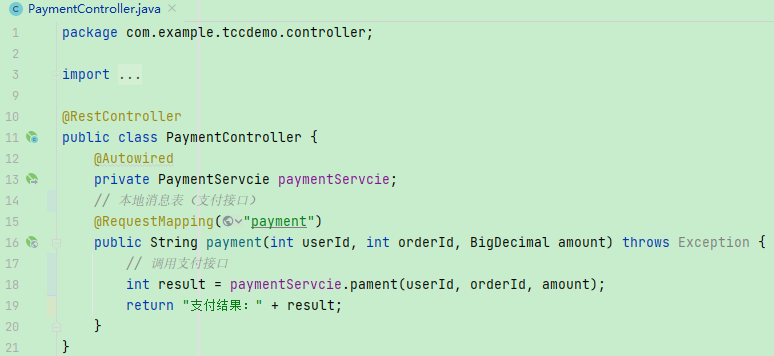 PaymentController.java
1 package com.example.tccdemo.controller;
2
3 import ...
9
10 @RestController
11 public class PaymentController {
12 @Autowired
13 private PaymentServcie paymentServcie;
14 // 本地消息表（支付接口）
15 @RequestMapping("payment")
16 public String payment(int userId, int orderId, BigDecimal amount) throws Exception {
17 // 调用支付接口
18 int result = paymentServcie.pament(userId, orderId, amount);
19 return "支付结果：" + result;
20 }
21 }